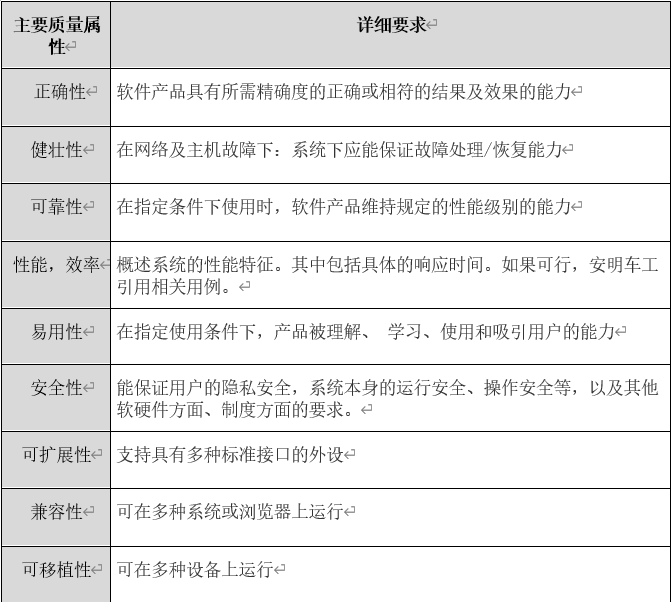 主要质量属
性
详细要求
正确性
软件产品具有所需精确度的正确或相符的结果及效果的能力
健壮性
在网络及主机故障下：系统下应能保证故障处理/恢复能力
可靠性
在指定条件下使用时，软件产品维持规定的性能级别的能力
性能，效率
概述系统的性能特征。其中包括具体的响应时间。如果可行，安明车工
引用相关用例。
易用性
在指定使用条件下，产品被理解、 学习、使用和吸引用户的能力
安全性
能保证用户的隐私安全，系统本身的运行安全、操作安全等，以及其他
软硬件方面、制度方面的要求。
可扩展性
支持具有多种标准接口的外设
兼容性
可在多种系统或浏览器上运行
可移植性
可在多种设备上运行